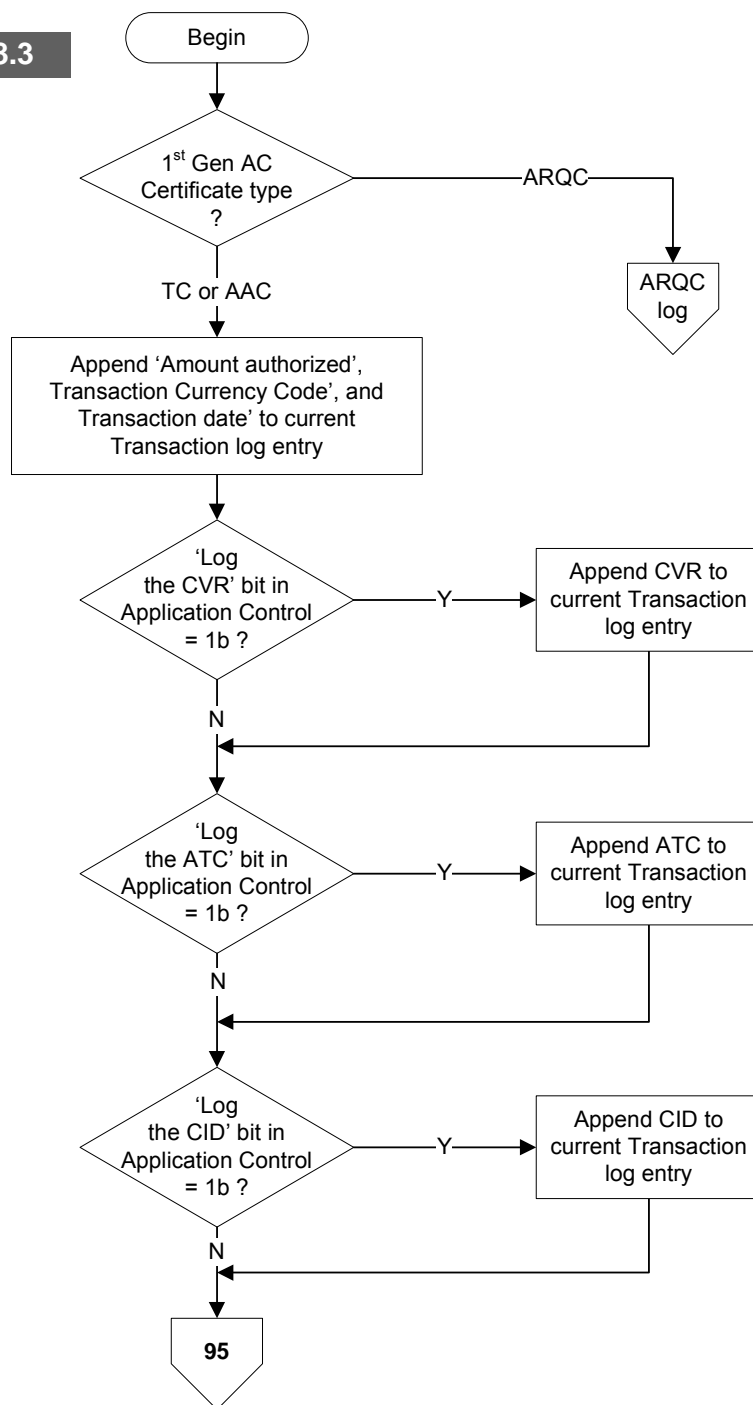 3.3
Begin
1st Gen AC
Certificate type
?
ARQC
ARQC
log
TC or AAC
Append ‘Amount authorized’,
Transaction Currency Code’, and
Transaction date’ to current
Transaction log entry
‘Log
the CVR’ bit in
Application Control
= 1b ?
Y
Append CVR to
current Transaction
log entry
N
‘Log
the ATC’ bit in
Application Control
= 1b ?
Y
Append ATC to
current Transaction
log entry
N
‘Log
the CID’ bit in
Application Control
= 1b ?
Y
Append CID to
current Transaction
log entry
N
95